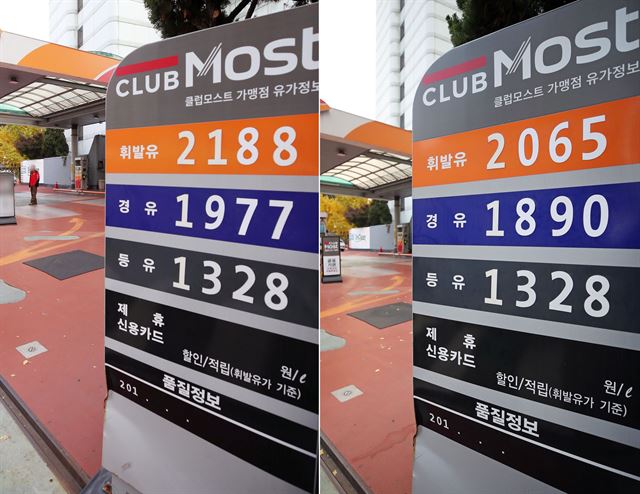 CLUB MOST
클럽모스트 가맹점 유가정보
휘발유 2188
경 유 1977
등 유 1328
제 휴
신용카드
할인/적립(휘발유가 기준) 원/ℓ
품질정보
201 . . .
CLUB MOST
클럽모스트 가맹점 유가정보
휘발유 2065
경 유 1890
등 유 1328
제 휴
신용카드
할인/적립(휘발유가 기준) 원/ℓ
품질정보
201 . . .